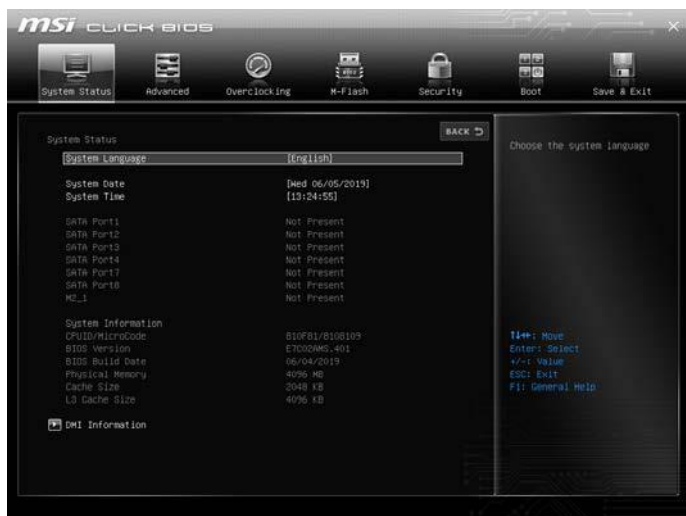 msi CLICK BIOS
System Status
Advanced
Overclocking
M-Flash
Security
Boot
Save & Exit
System Status
BACK
System Language [English]
System Date [Wed 06/05/2019]
System Time [13:24:55]
SATA Port1 Not Present
SATA Port2 Not Present
SATA Port3 Not Present
SATA Port4 Not Present
SATA Port7 Not Present
SATA Port8 Not Present
M2_1 Not Present
System Information
CPUID/MicroCode 810F81/8108109
BIOS Version E7C02AMS.401
BIOS Build Date 06/04/2019
Physical Memory 4096 MB
Cache Size 2048 KB
L3 Cache Size 4096 KB
DMI Information
Choose the system language
↑↓←→: Move
Enter: Select
+/-: Value
ESC: Exit
F1: General Help